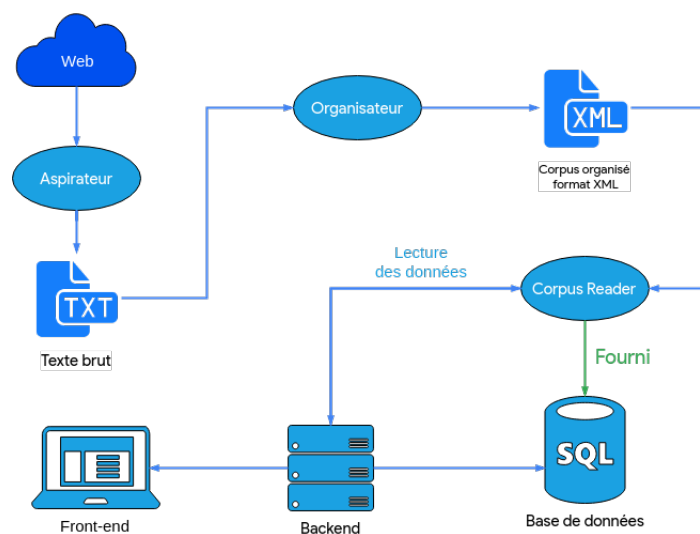 Web
Organisateur
XML
Corpus organisé
format XML
Aspirateur
TXT
Texte brut
Lecture
des données
Corpus Reader
Fourni
SQL
Front-end
Backend
Base de données